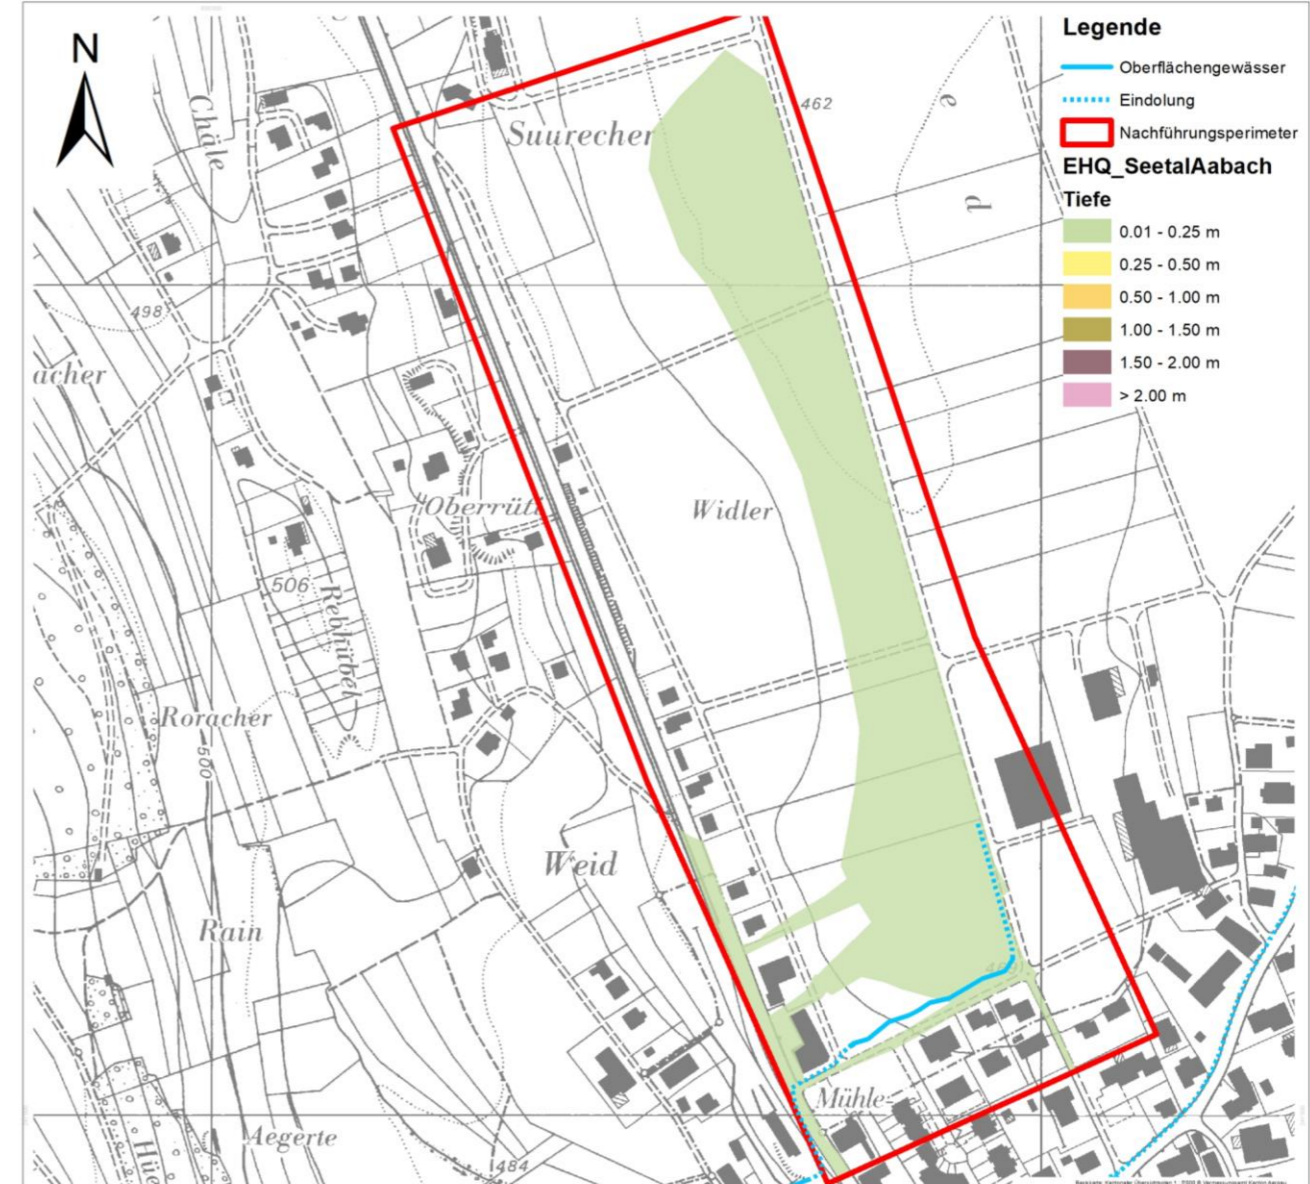 N
Legende
Oberflächengewässer
Eindolung
Nachführungsperimeter
EHQ_SeetalAabach
Tiefe
0.01 - 0.25 m
0.25 - 0.50 m
0.50 - 1.00 m
1.00 - 1.50 m
1.50 - 2.00 m
> 2.00 m
462
e
d
Chäle
Suurecher
498
acher
Oberrüti
Widler
506
Rebhübel
Roracher
500
Weid
Rain
469
Mühle
Aegerte
484
Hüe